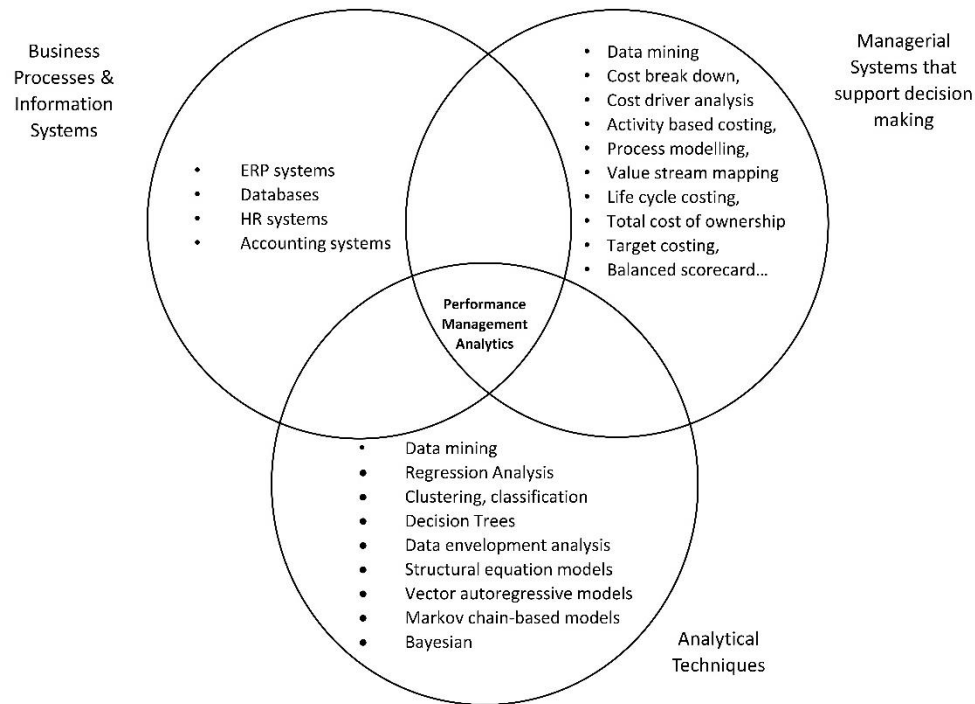 Business
Processes &
Information
Systems
• ERP systems
• Databases
• HR systems
• Accounting systems
Managerial
Systems that
support decision
making
• Data mining
• Cost break down,
• Cost driver analysis
• Activity based costing,
• Process modelling,
• Value stream mapping
• Life cycle costing,
• Total cost of ownership
• Target costing,
• Balanced scorecard...
Performance
Management
Analytics
• Data mining
• Regression Analysis
• Clustering, classification
• Decision Trees
• Data envelopment analysis
• Structural equation models
• Vector autoregressive models
• Markov chain-based models
• Bayesian
Analytical
Techniques